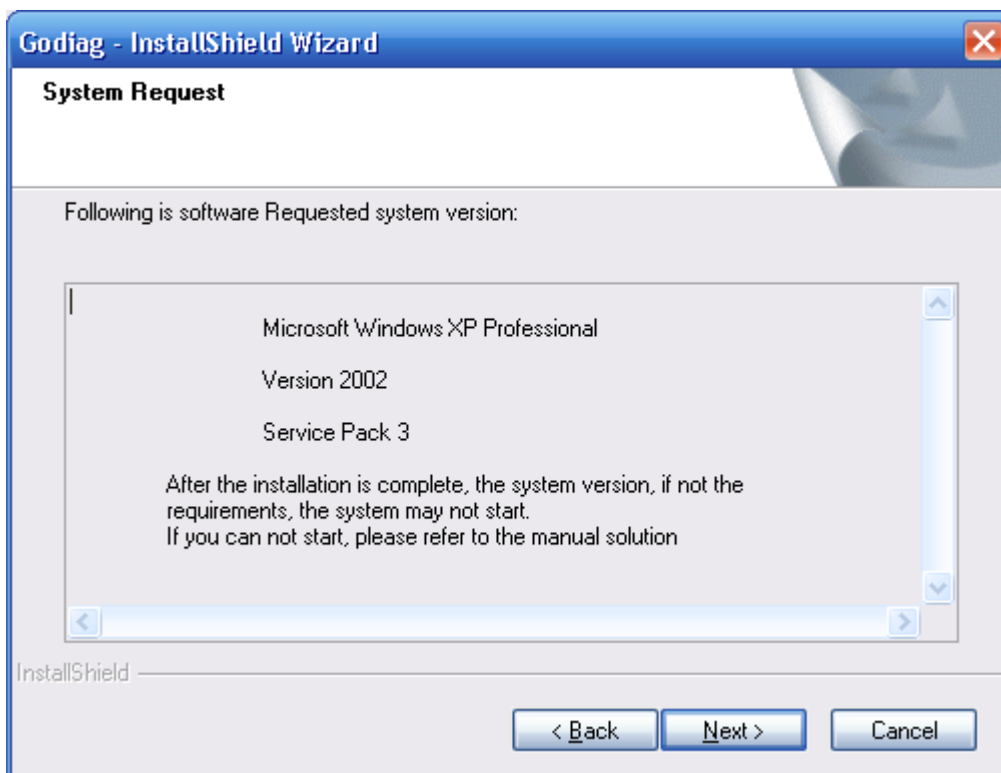 Godiag - InstallShield Wizard
System Request
Following is software Requested system version:
Microsoft Windows XP Professional
Version 2002
Service Pack 3
After the installation is complete, the system version, if not the
requirements, the system may not start.
If you can not start, please refer to the manual solution
InstallShield
< Back
Next >
Cancel